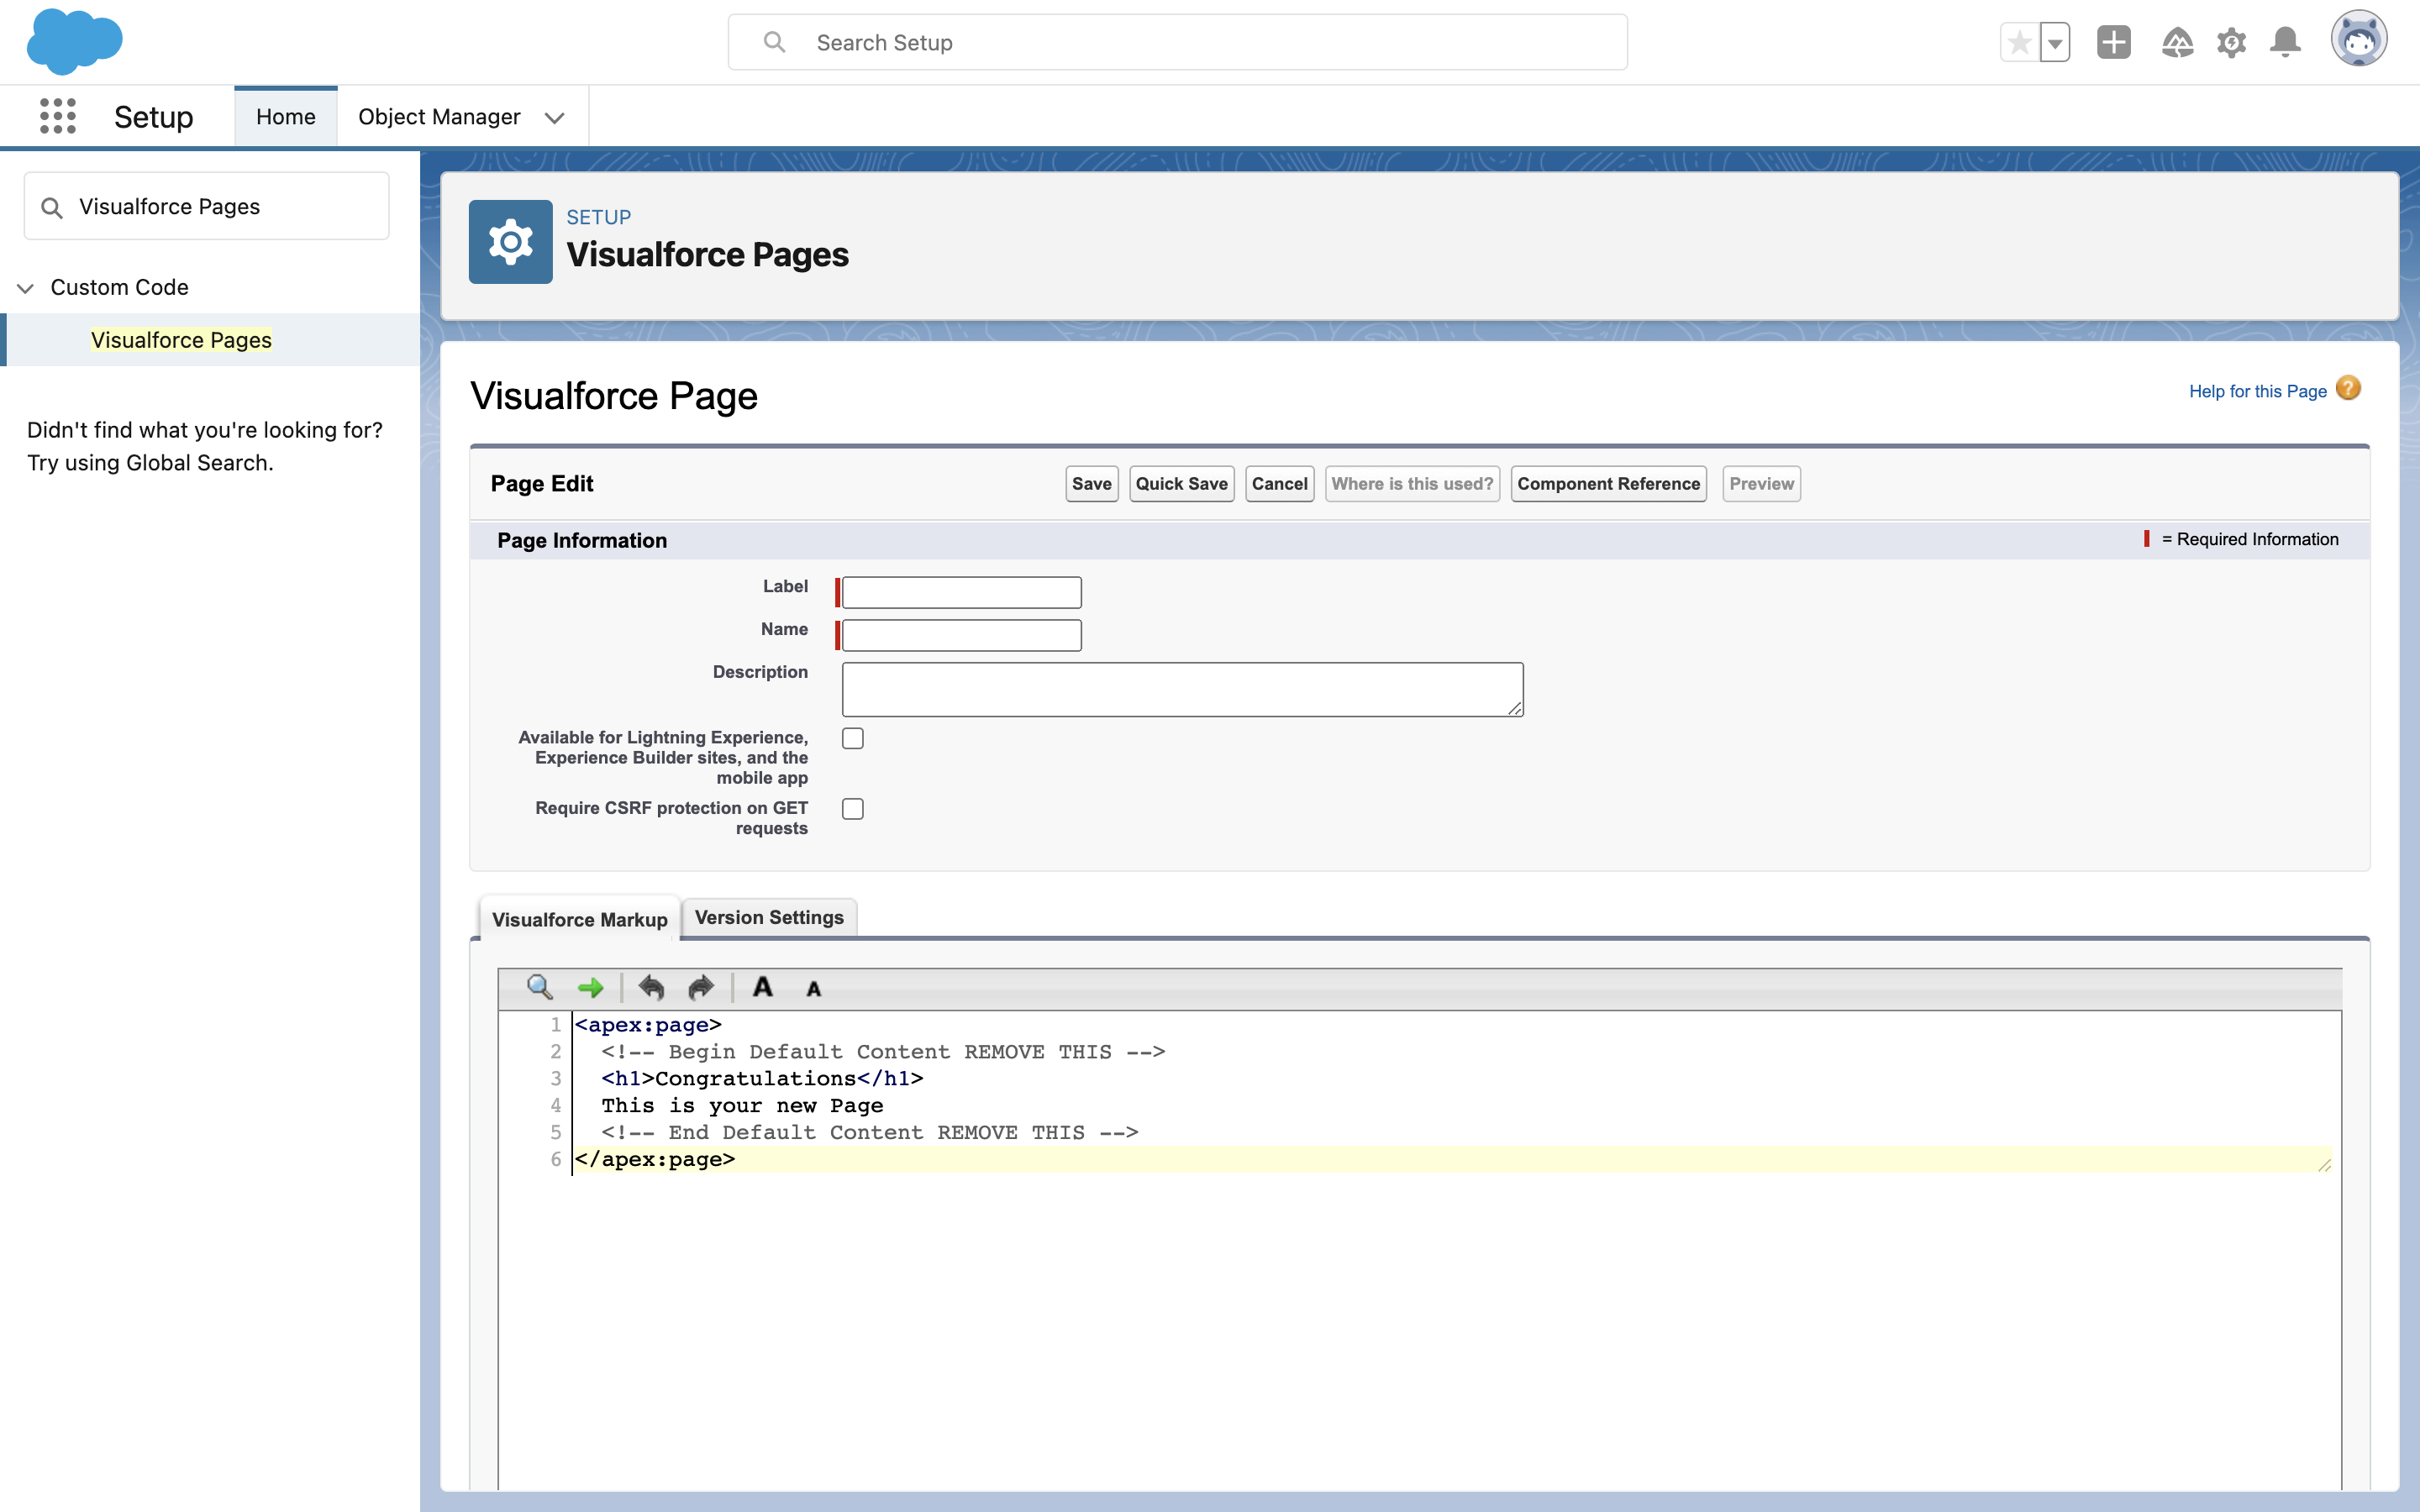 Search Setup
Setup
Home
Object Manager
Visualforce Pages
Custom Code
Visualforce Pages
Didn't find what you're looking for?
Try using Global Search.
SETUP
Visualforce Pages
Visualforce Page
Help for this Page
?
Page Edit
Save
Quick Save
Cancel
Where is this used?
Component Reference
Preview
Page Information
= Required Information
Label
Name
Description
Available for Lightning Experience,
Experience Builder sites, and the
mobile app
Require CSRF protection on GET
requests
Visualforce Markup
Version Settings
A
A
1 <apex:page>
2   <!-- Begin Default Content REMOVE THIS -->
3   <h1>Congratulations</h1>
4   This is your new Page
5   <!-- End Default Content REMOVE THIS -->
6 </apex:page>